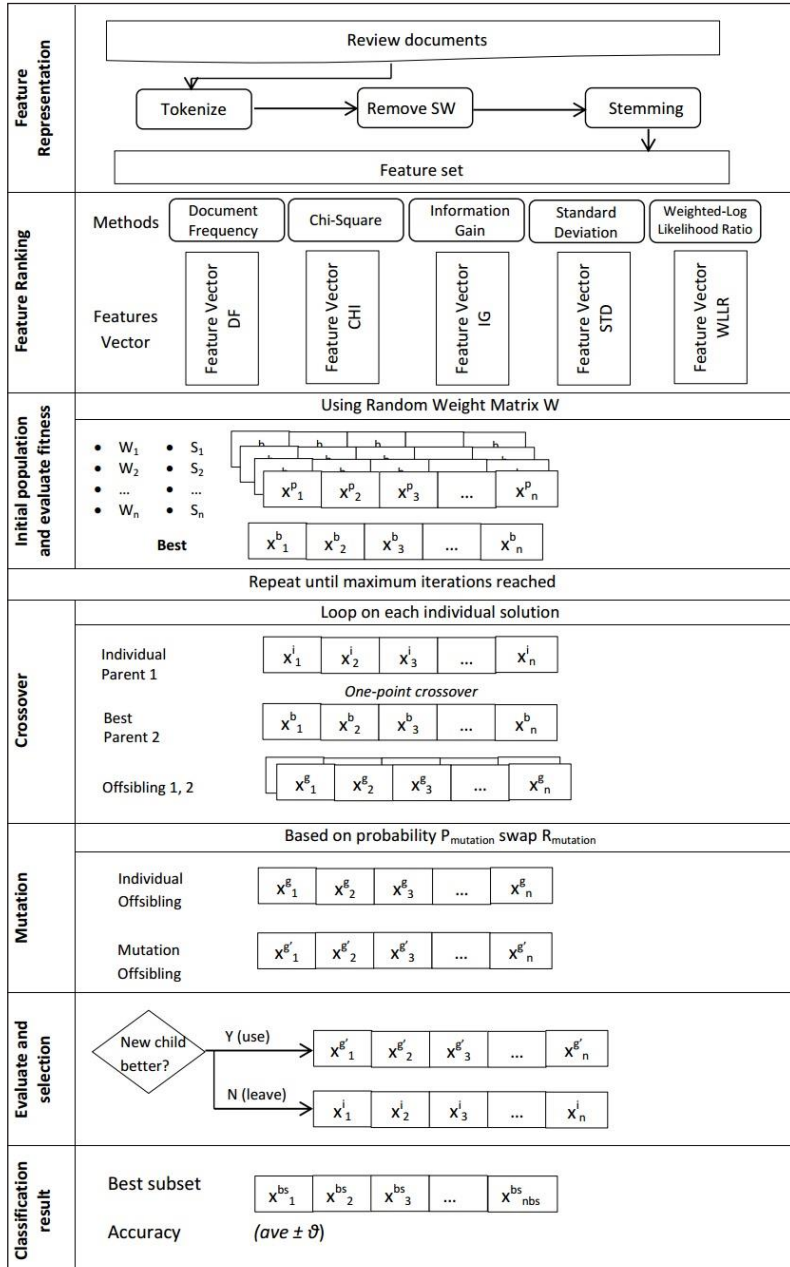 Feature
Representation
Review documents
Tokenize
Remove SW
Stemming
Feature set
Feature Ranking
Methods
Document
Frequency
Chi-Square
Information
Gain
Standard
Deviation
Weighted-Log
Likelihood Ratio
Features
Vector
Feature Vector
DF
Feature Vector
CHI
Feature Vector
IG
Feature Vector
STD
Feature Vector
WLLR
Initial population
and evaluate fitness
Using Random Weight Matrix W
• W₁ • S₁
• W₂ • S₂
• ... • ...
• Wₙ • Sₙ
xᵖ₁ xᵖ₂ xᵖ₃ ... xᵖₙ
Best
xᵇ₁ xᵇ₂ xᵇ₃ ... xᵇₙ
Repeat until maximum iterations reached
Crossover
Loop on each individual solution
Individual
Parent 1
xⁱ₁ xⁱ₂ xⁱ₃ ... xⁱₙ
One-point crossover
Best
Parent 2
xᵇ₁ xᵇ₂ xᵇ₃ ... xᵇₙ
Offsibling 1, 2
xᵍ₁ xᵍ₂ xᵍ₃ ... xᵍₙ
Mutation
Based on probability Pmutation swap Rmutation
Individual
Offsibling
xᵍ₁ xᵍ₂ xᵍ₃ ... xᵍₙ
Mutation
Offsibling
xᵍ'₁ xᵍ'₂ xᵍ'₃ ... xᵍ'ₙ
Evaluate and
selection
New child
better?
Y (use)
xᵍ'₁ xᵍ'₂ xᵍ'₃ ... xᵍ'ₙ
N (leave)
xⁱ₁ xⁱ₂ xⁱ₃ ... xⁱₙ
Classification
result
Best subset
xᵇˢ₁ xᵇˢ₂ xᵇˢ₃ ... xᵇˢnbs
Accuracy
(ave ± ϑ)